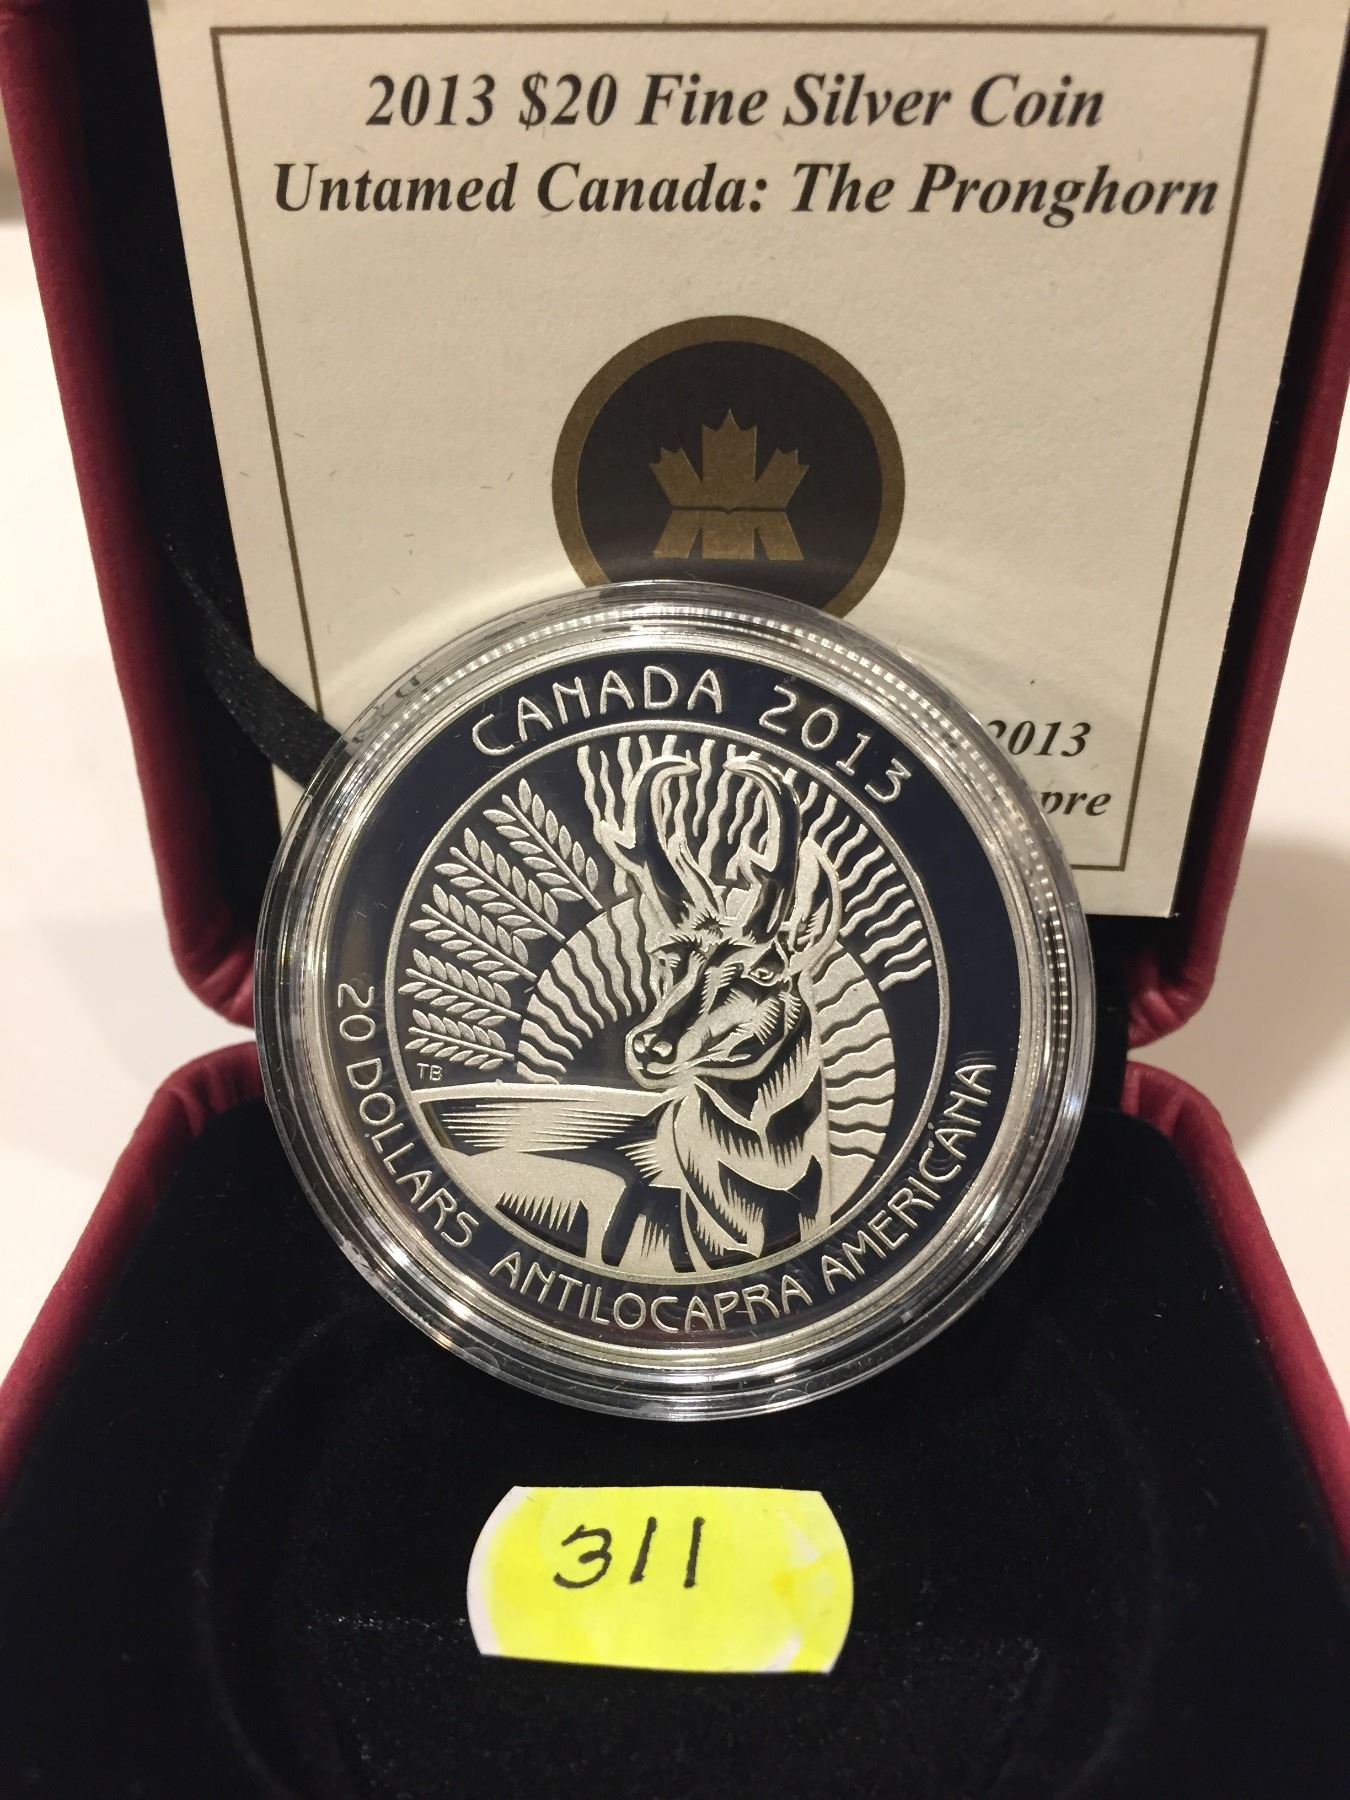 2013 $20 Fine Silver Coin
Untamed Canada: The Pronghorn
2013
CANADA 2013
TB
20 DOLLARS ANTILOCAPRA AMERICANA
311